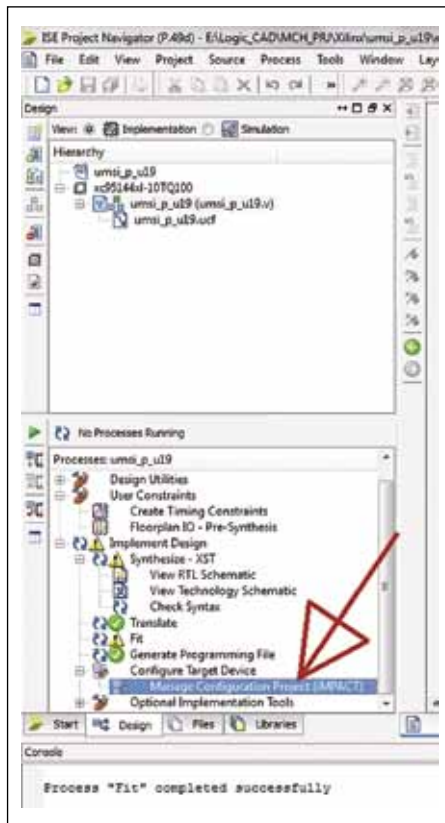 ISE Project Navigator (P.49d) - E:\Logic_CAD\MCH_PRJ\Xilinx\umsi_p_u19\
File Edit View Project Source Process Tools Window Lay
Design
View: Implementation Simulation
Hierarchy
umsi_p_u19
xc95144xl-10TQ100
umsi_p_u19 (umsi_p_u19.v)
umsi_p_u19.ucf
No Processes Running
Processes: umsi_p_u19
Design Utilities
User Constraints
Create Timing Constraints
Floorplan IO - Pre-Synthesis
Implement Design
Synthesize - XST
View RTL Schematic
View Technology Schematic
Check Syntax
Translate
Fit
Generate Programming File
Configure Target Device
Manage Configuration Project (iMPACT)
Optional Implementation Tools
Start Design Files Libraries
Console
Process "Fit" completed successfully